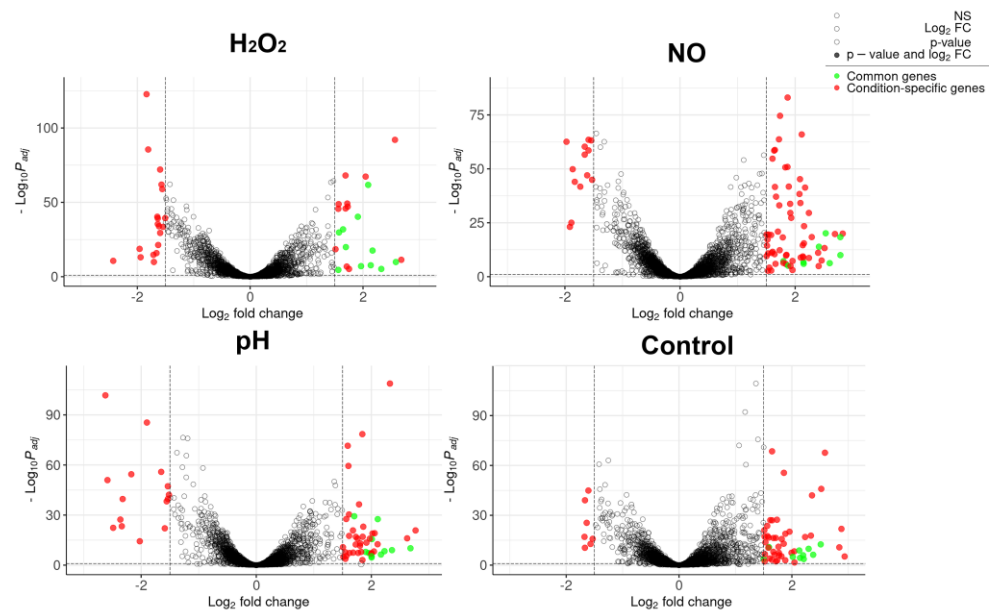 H₂O₂
NO
NS
Log₂ FC
p-value
p − value and log₂ FC
Common genes
Condition-specific genes
100
50
0
- Log₁₀P_adj
-2
0
2
Log₂ fold change
75
50
25
0
- Log₁₀P_adj
-2
0
2
Log₂ fold change
pH
Control
90
60
30
0
- Log₁₀P_adj
-2
0
2
Log₂ fold change
90
60
30
0
- Log₁₀P_adj
-2
0
2
Log₂ fold change